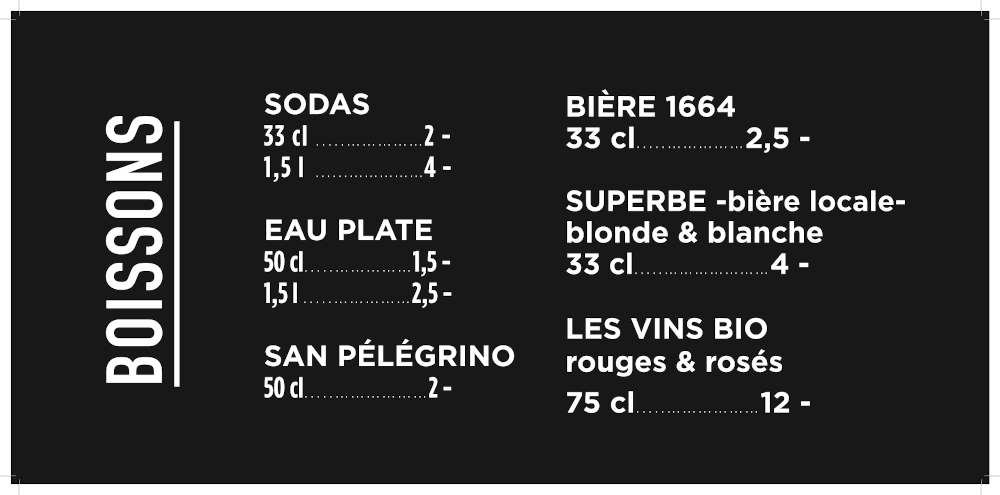 BOISSONS
SODAS
33 cl ..................... 2 -
1,5 l ..................... 4 -
EAU PLATE
50 cl ..................... 1,5 -
1,5 l ..................... 2,5 -
SAN PÉLÉGRINO
50 cl ........................ 2 -
BIÈRE 1664
33 cl ..................... 2,5 -
SUPERBE -bière locale-
blonde & blanche
33 cl .......................... 4 -
LES VINS BIO
rouges & rosés
75 cl ........................ 12 -